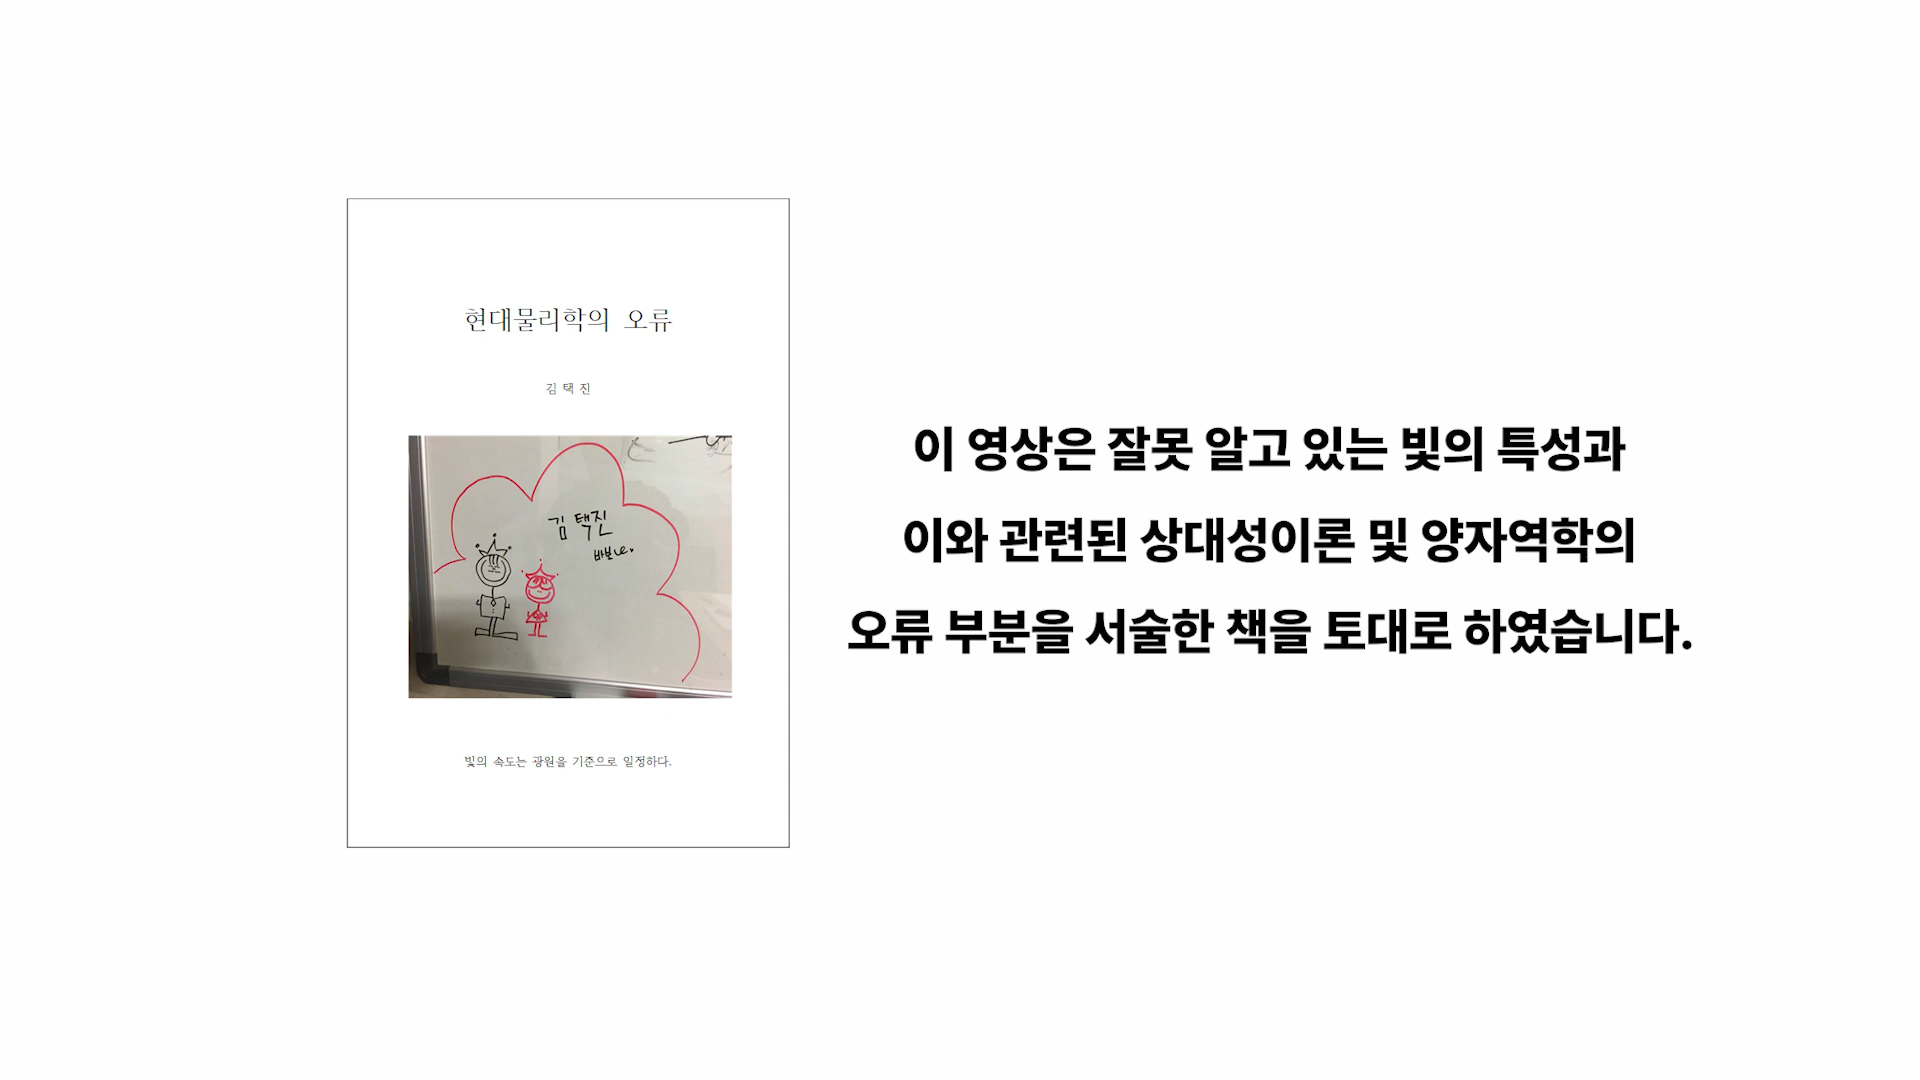 현대물리학의 오류
김 택 진
김택진
바보ㄴㅔ.
빛의 속도는 광원을 기준으로 일정하다.
이 영상은 잘못 알고 있는 빛의 특성과
이와 관련된 상대성이론 및 양자역학의
오류 부분을 서술한 책을 토대로 하였습니다.